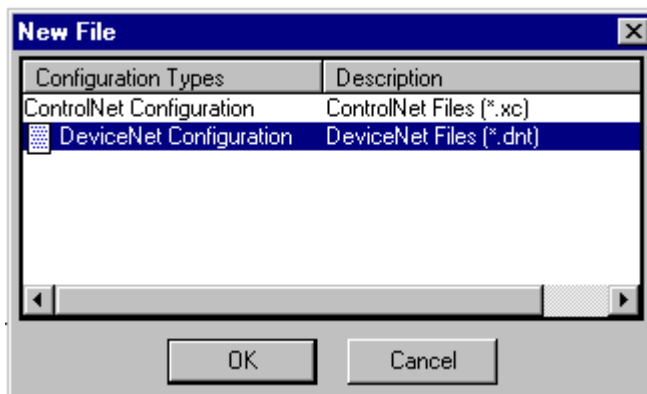 New File
Configuration Types Description
ControlNet Configuration ControlNet Files (*.xc)
DeviceNet Configuration DeviceNet Files (*.dnt)
OK Cancel